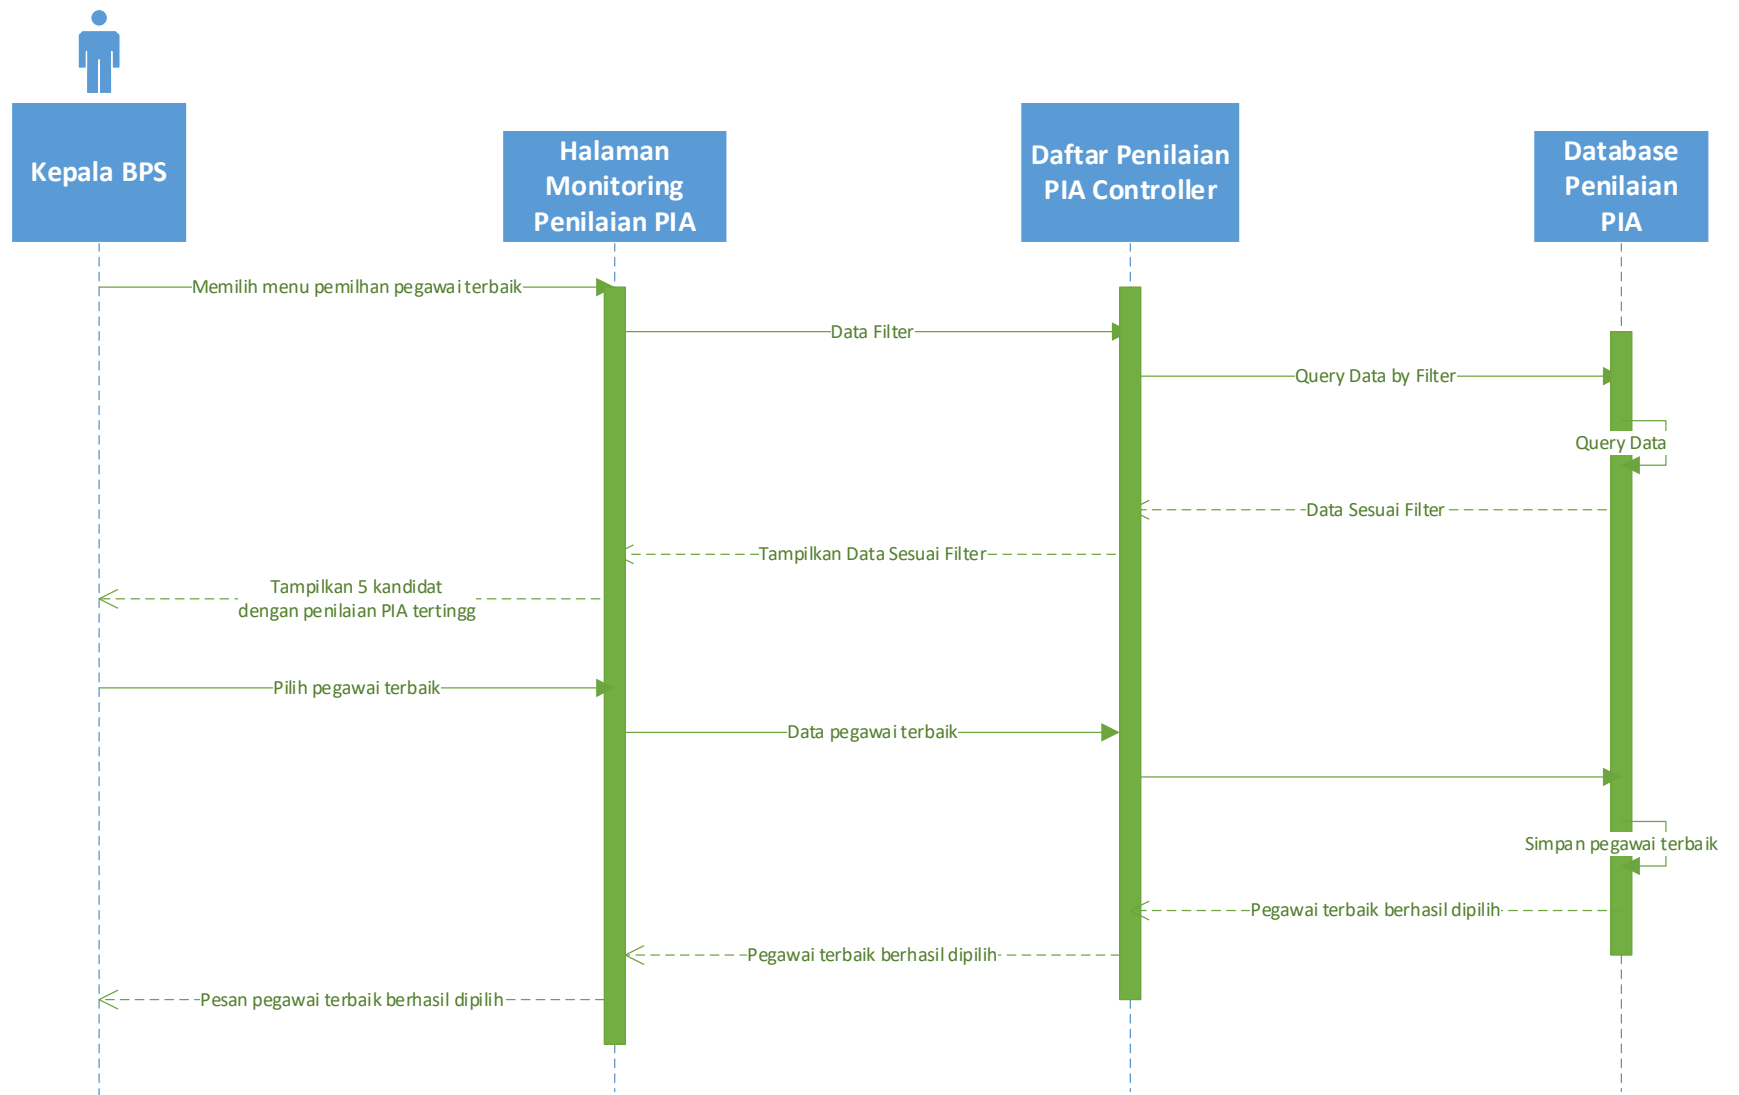 Kepala BPS
Halaman
Monitoring
Penilaian PIA
Daftar Penilaian
PIA Controller
Database
Penilaian
PIA
Memilih menu pemilhan pegawai terbaik
Data Filter
Query Data by Filter
Query Data
Data Sesuai Filter
Tampilkan Data Sesuai Filter
Tampilkan 5 kandidat
dengan penilaian PIA tertingg
Pilih pegawai terbaik
Data pegawai terbaik
Simpan pegawai terbaik
Pegawai terbaik berhasil dipilih
Pegawai terbaik berhasil dipilih
Pesan pegawai terbaik berhasil dipilih